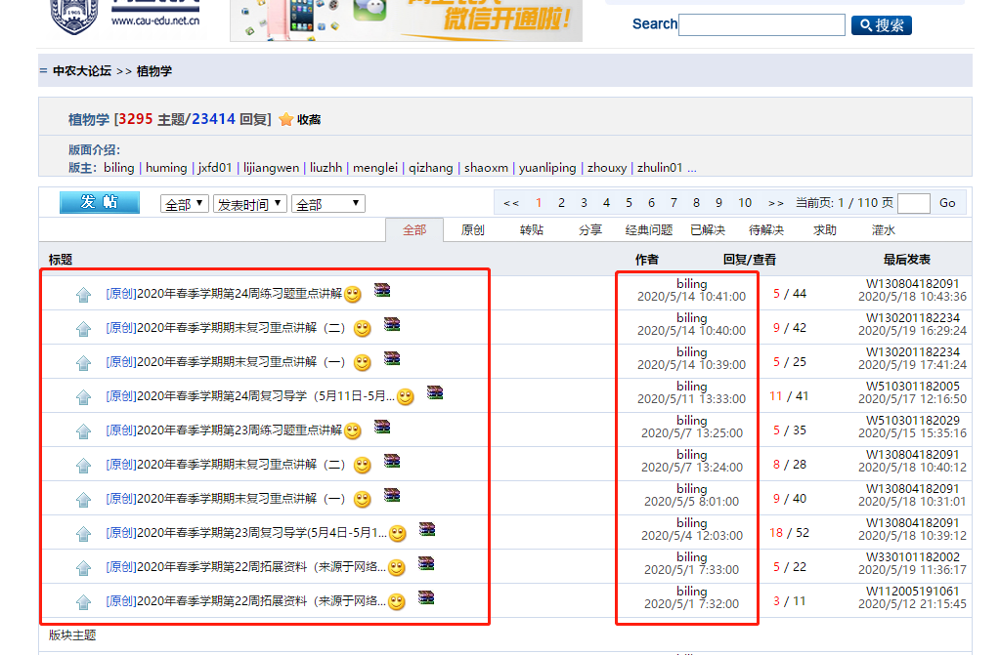 1905
www.cau-edu.net.cn
微信开通啦!
Search
搜索
= 中农大论坛 >> 植物学
植物学 [3295 主题/23414 回复] 收藏
版面介绍:
版主: biling | huming | jxfd01 | lijiangwen | liuzhh | menglei | qizhang | shaoxm | yuanliping | zhouxy | zhulin01 ...
发 帖 全部 发表时间 全部 << 1 2 3 4 5 6 7 8 9 10 >> 当前页: 1 / 110 页 Go
全部 原创 转贴 分享 经典问题 已解决 待解决 求助 灌水
标题 作者 回复/查看 最后发表
[原创]2020年春季学期第24周练习题重点讲解 biling 2020/5/14 10:41:00 5 / 44 W130804182091 2020/5/18 10:43:36
[原创]2020年春季学期期末复习重点讲解（二） biling 2020/5/14 10:40:00 9 / 42 W130201182234 2020/5/19 16:29:24
[原创]2020年春季学期期末复习重点讲解（一） biling 2020/5/14 10:39:00 5 / 25 W130201182234 2020/5/19 17:41:24
[原创]2020年春季学期第24周复习导学（5月11日-5月... biling 2020/5/11 13:33:00 11 / 41 W510301182005 2020/5/17 12:16:50
[原创]2020年春季学期第23周练习题重点讲解 biling 2020/5/7 13:25:00 5 / 35 W510301182029 2020/5/15 15:35:16
[原创]2020年春季学期期末复习重点讲解（二） biling 2020/5/7 13:24:00 8 / 28 W130804182091 2020/5/18 10:40:12
[原创]2020年春季学期期末复习重点讲解（一） biling 2020/5/5 8:01:00 9 / 40 W130804182091 2020/5/18 10:31:01
[原创]2020年春季学期第23周复习导学(5月4日-5月1... biling 2020/5/4 12:03:00 18 / 52 W130804182091 2020/5/18 10:39:12
[原创]2020年春季学期第22周拓展资料（来源于网络... biling 2020/5/1 7:33:00 5 / 22 W330101182002 2020/5/19 11:36:17
[原创]2020年春季学期第22周拓展资料（来源于网络... biling 2020/5/1 7:32:00 3 / 11 W112005191061 2020/5/12 21:15:45
版块主题